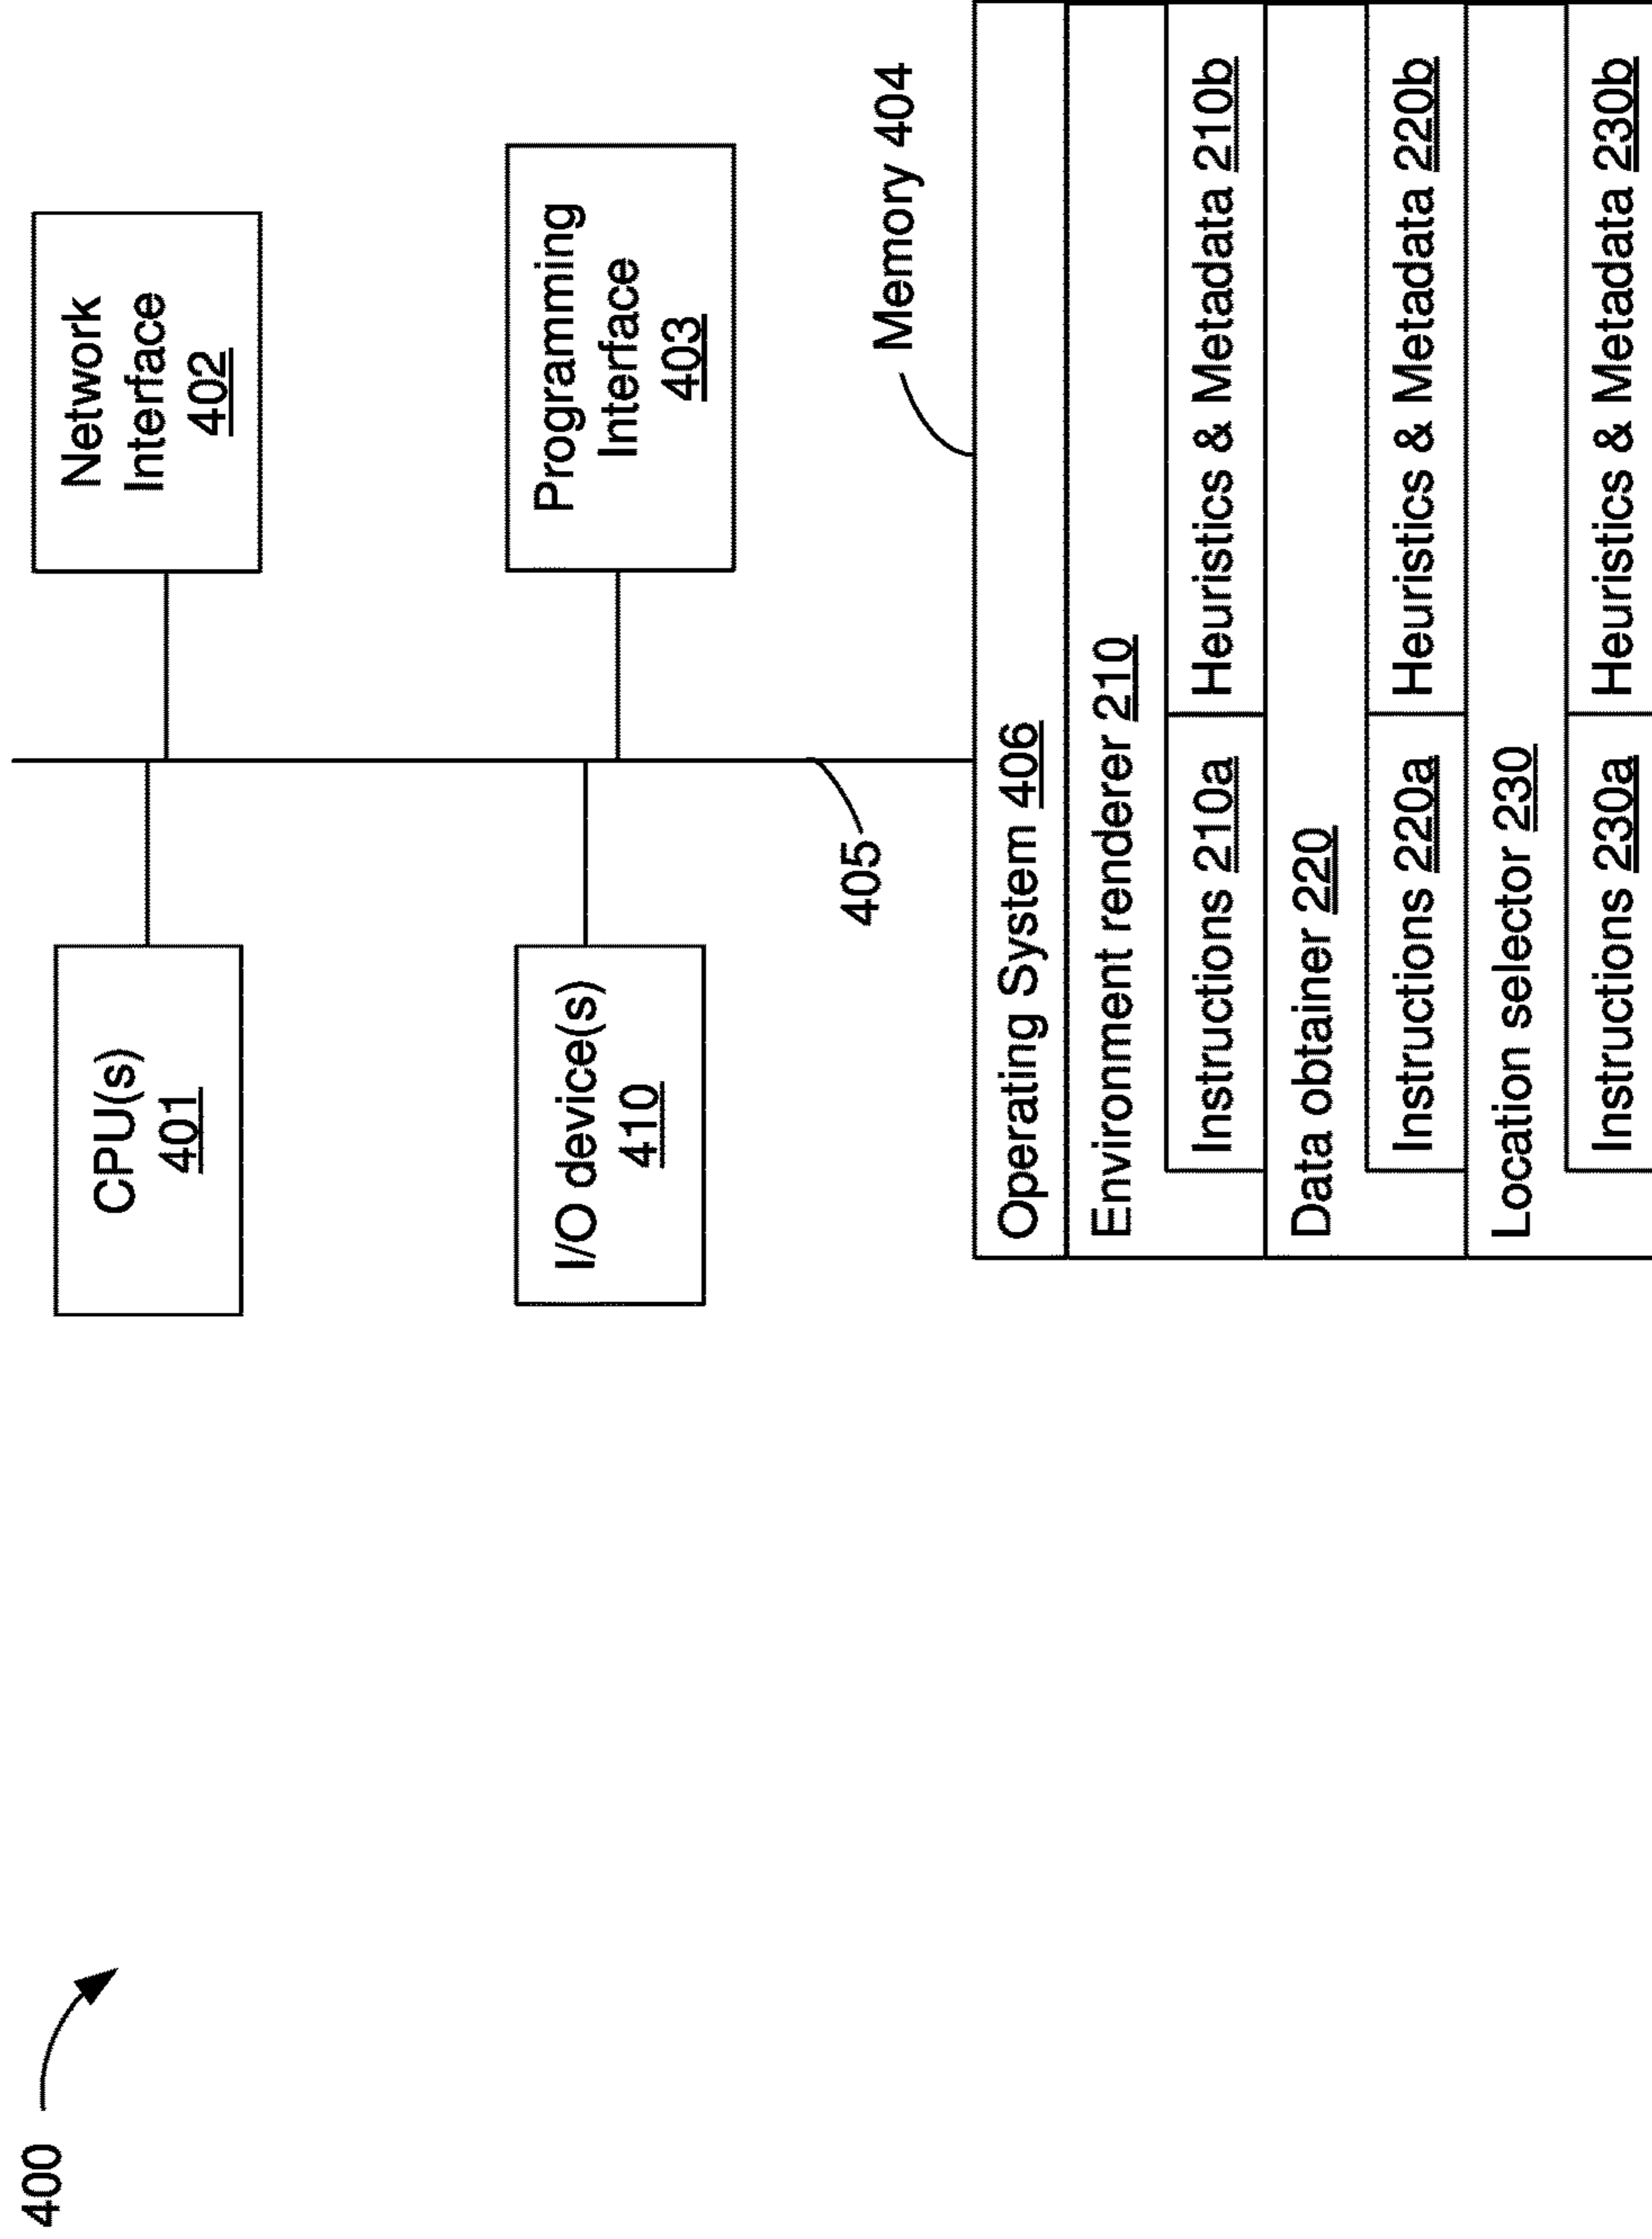 400
CPU(s)
401
Network
Interface
402
I/O device(s)
410
Programming
Interface
403
405
Memory 404
Operating System 406
Environment renderer 210
Instructions 210a
Heuristics & Metadata 210b
Data obtainer 220
Instructions 220a
Heuristics & Metadata 220b
Location selector 230
Instructions 230a
Heuristics & Metadata 230b